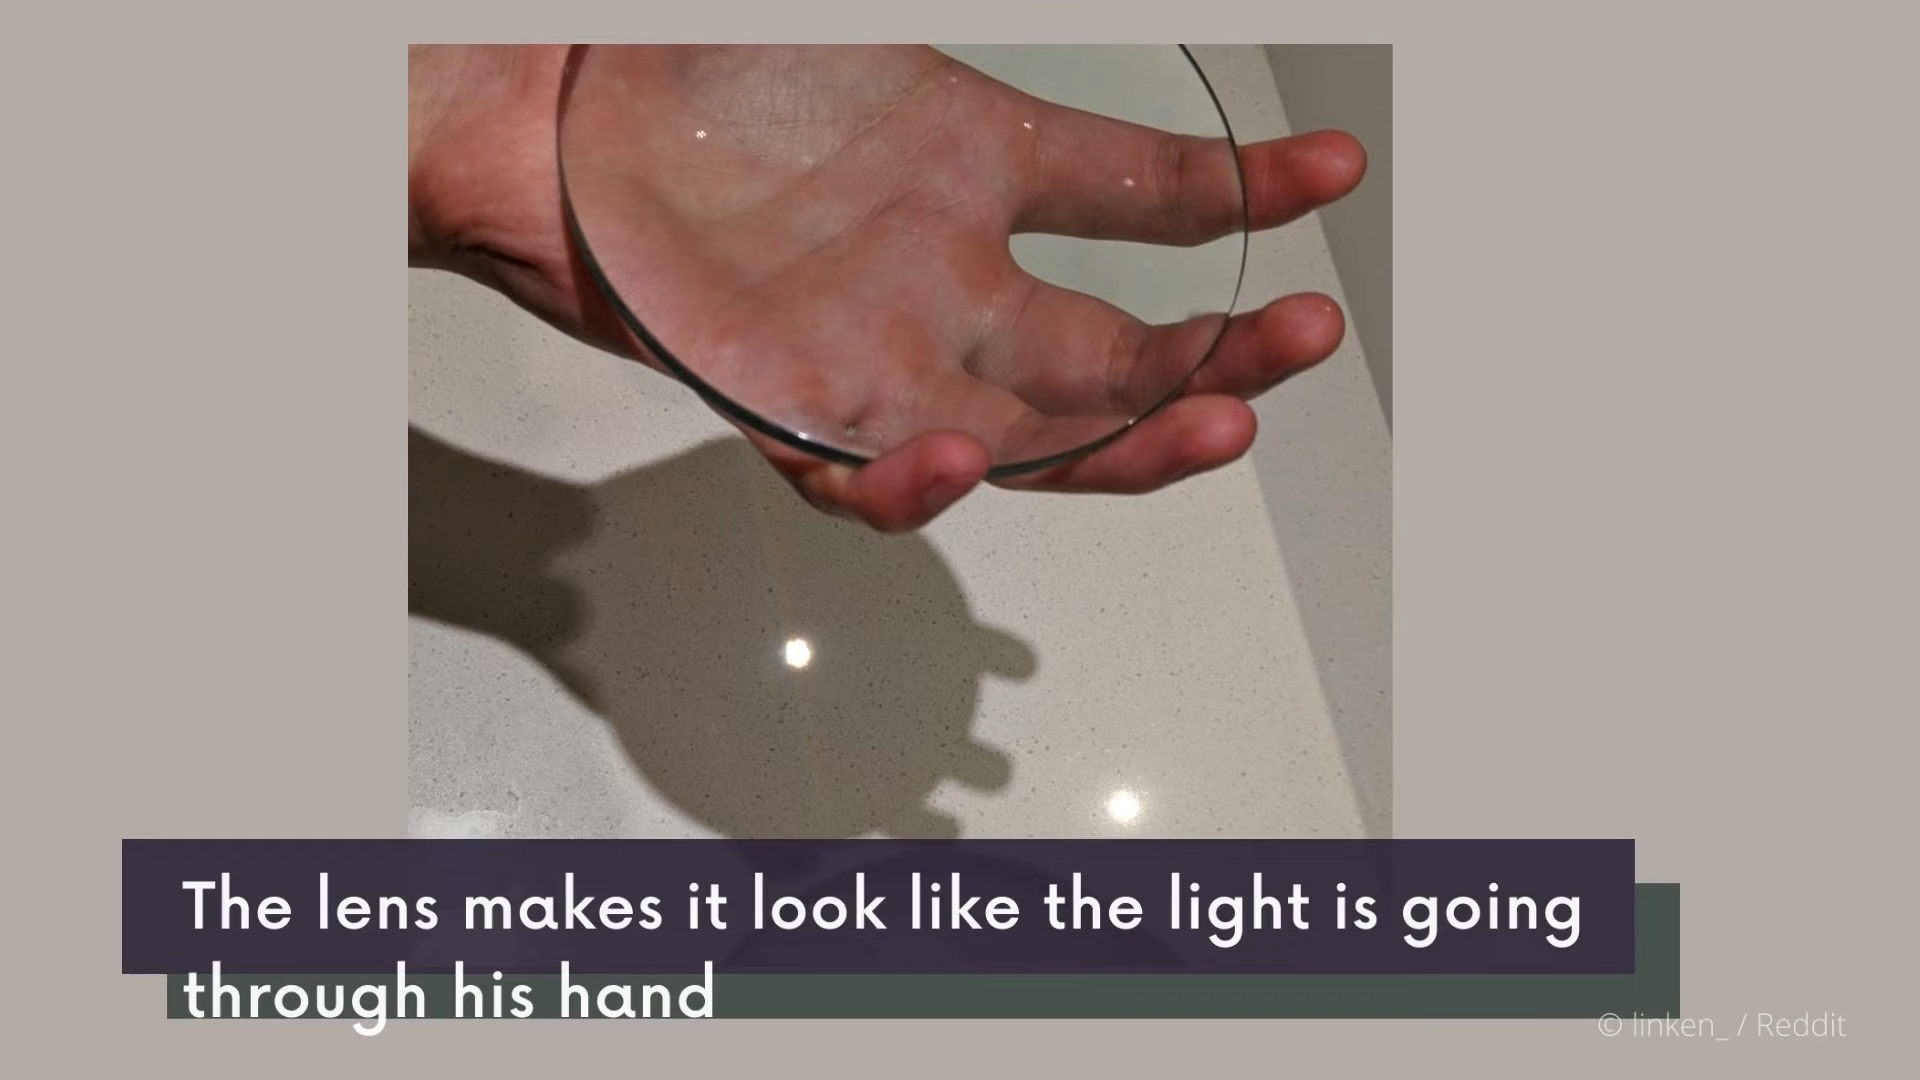 The lens makes it look like the light is going
through his hand
© linken_ / Reddit